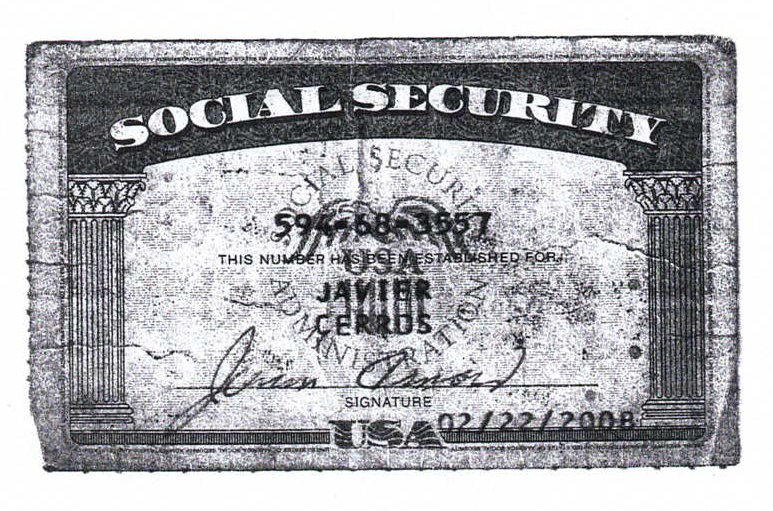 SOCIAL SECURITY
SOCIAL SECURITY ADMINISTRATION
594-68-3557
THIS NUMBER HAS BEEN ESTABLISHED FOR
USA
JAVIER
CERROS
SIGNATURE
USA
02/22/2008